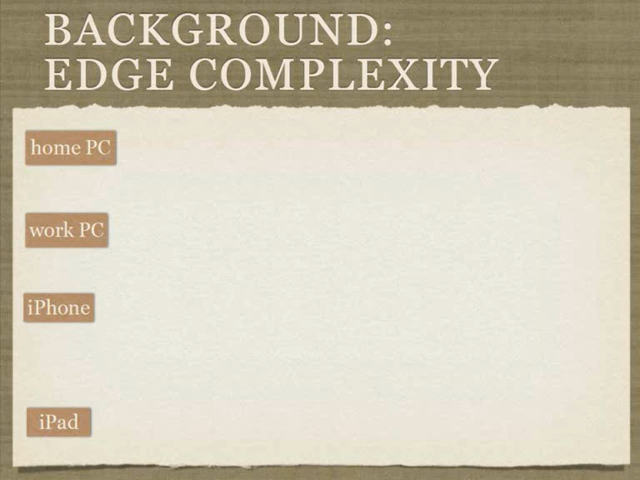 BACKGROUND:
EDGE COMPLEXITY
home PC
work PC
iPhone
iPad